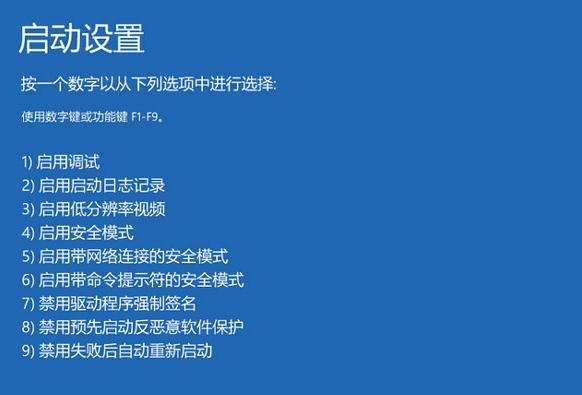 启动设置
按一个数字以从下列选项中进行选择:
使用数字键或功能键 F1-F9。
1) 启用调试
2) 启用启动日志记录
3) 启用低分辨率视频
4) 启用安全模式
5) 启用带网络连接的安全模式
6) 启用带命令提示符的安全模式
7) 禁用驱动程序强制签名
8) 禁用预先启动反恶意软件保护
9) 禁用失败后自动重新启动